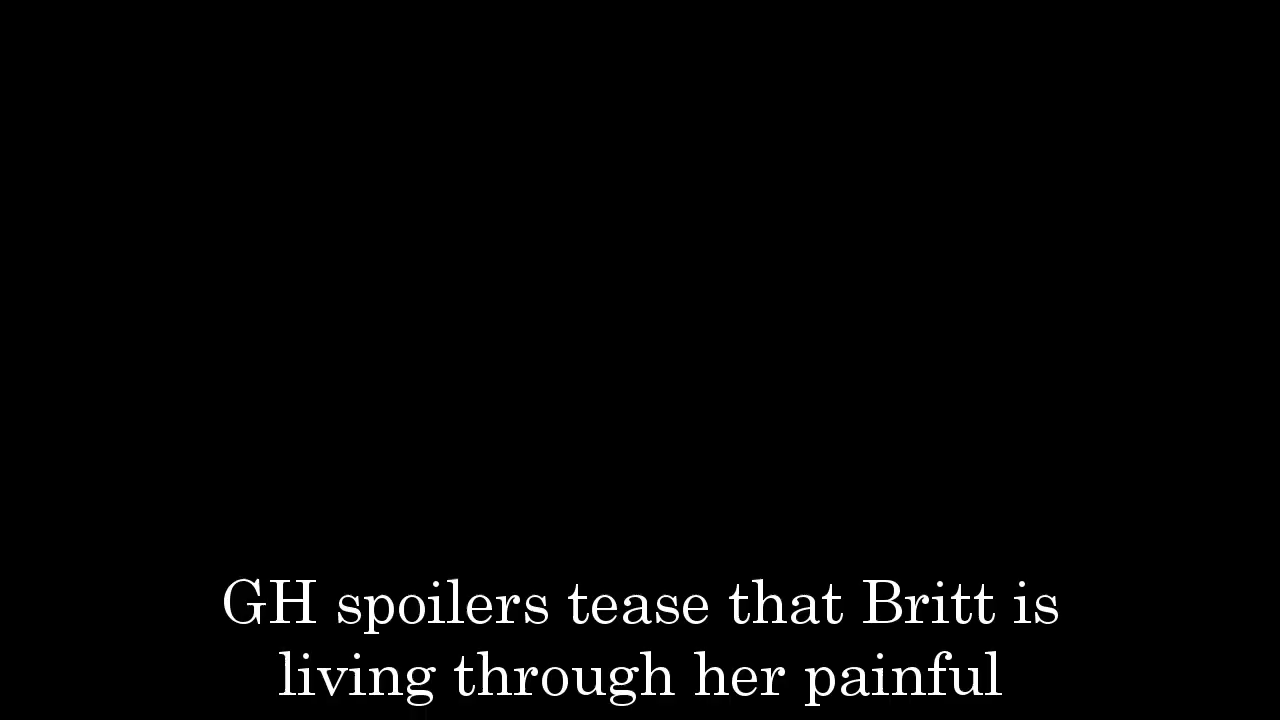 GH spoilers tease that Britt is
living through her painful